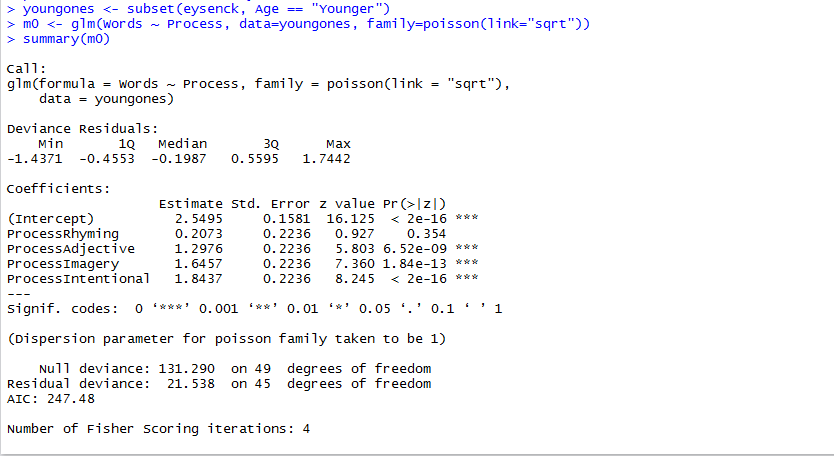 > youngones <- subset(eysenck, Age == "Younger")
> m0 <- glm(Words ~ Process, data=youngones, family=poisson(link="sqrt"))
> summary(m0)
Call:
glm(formula = Words ~ Process, family = poisson(link = "sqrt"),
    data = youngones)
Deviance Residuals:
    Min       1Q   Median       3Q      Max
-1.4371  -0.4553  -0.1987   0.5595   1.7442
Coefficients:
                   Estimate Std. Error z value Pr(>|z|)
(Intercept)          2.5495     0.1581  16.125  < 2e-16 ***
ProcessRhyming       0.2073     0.2236   0.927    0.354
ProcessAdjective     1.2976     0.2236   5.803 6.52e-09 ***
ProcessImagery       1.6457     0.2236   7.360 1.84e-13 ***
ProcessIntentional   1.8437     0.2236   8.245  < 2e-16 ***
---
Signif. codes:  0 ‘***’ 0.001 ‘**’ 0.01 ‘*’ 0.05 ‘.’ 0.1 ‘ ’ 1
(Dispersion parameter for poisson family taken to be 1)
    Null deviance: 131.290  on 49  degrees of freedom
Residual deviance:  21.538  on 45  degrees of freedom
AIC: 247.48
Number of Fisher Scoring iterations: 4